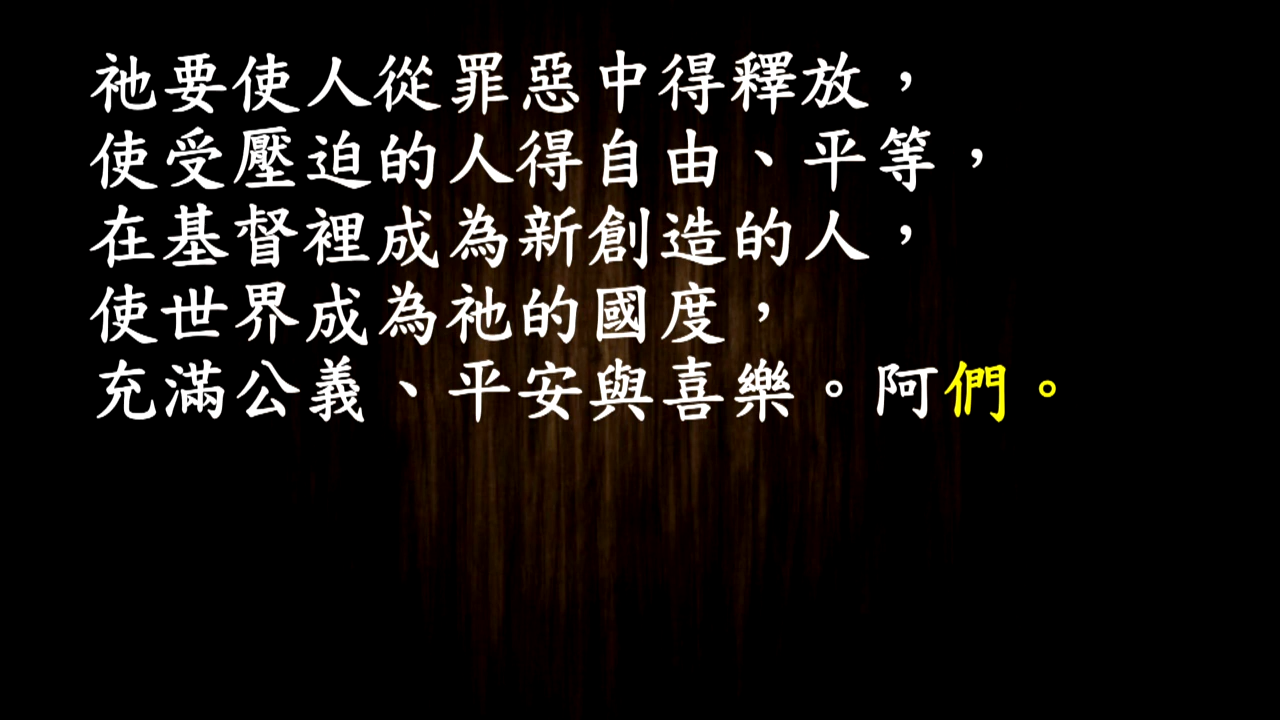 祂要使人從罪惡中得釋放，
使受壓迫的人得自由、平等，
在基督裡成為新創造的人，
使世界成為祂的國度，
充滿公義、平安與喜樂。阿們。